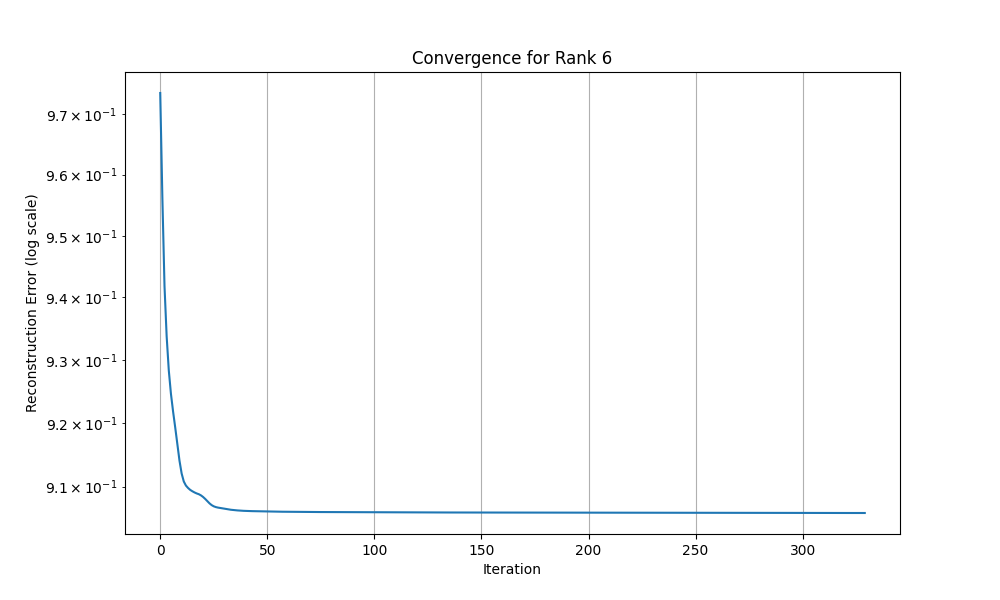 Convergence for Rank 6
Reconstruction Error (log scale)
9.7 × 10⁻¹
9.6 × 10⁻¹
9.5 × 10⁻¹
9.4 × 10⁻¹
9.3 × 10⁻¹
9.2 × 10⁻¹
9.1 × 10⁻¹
0 50 100 150 200 250 300
Iteration